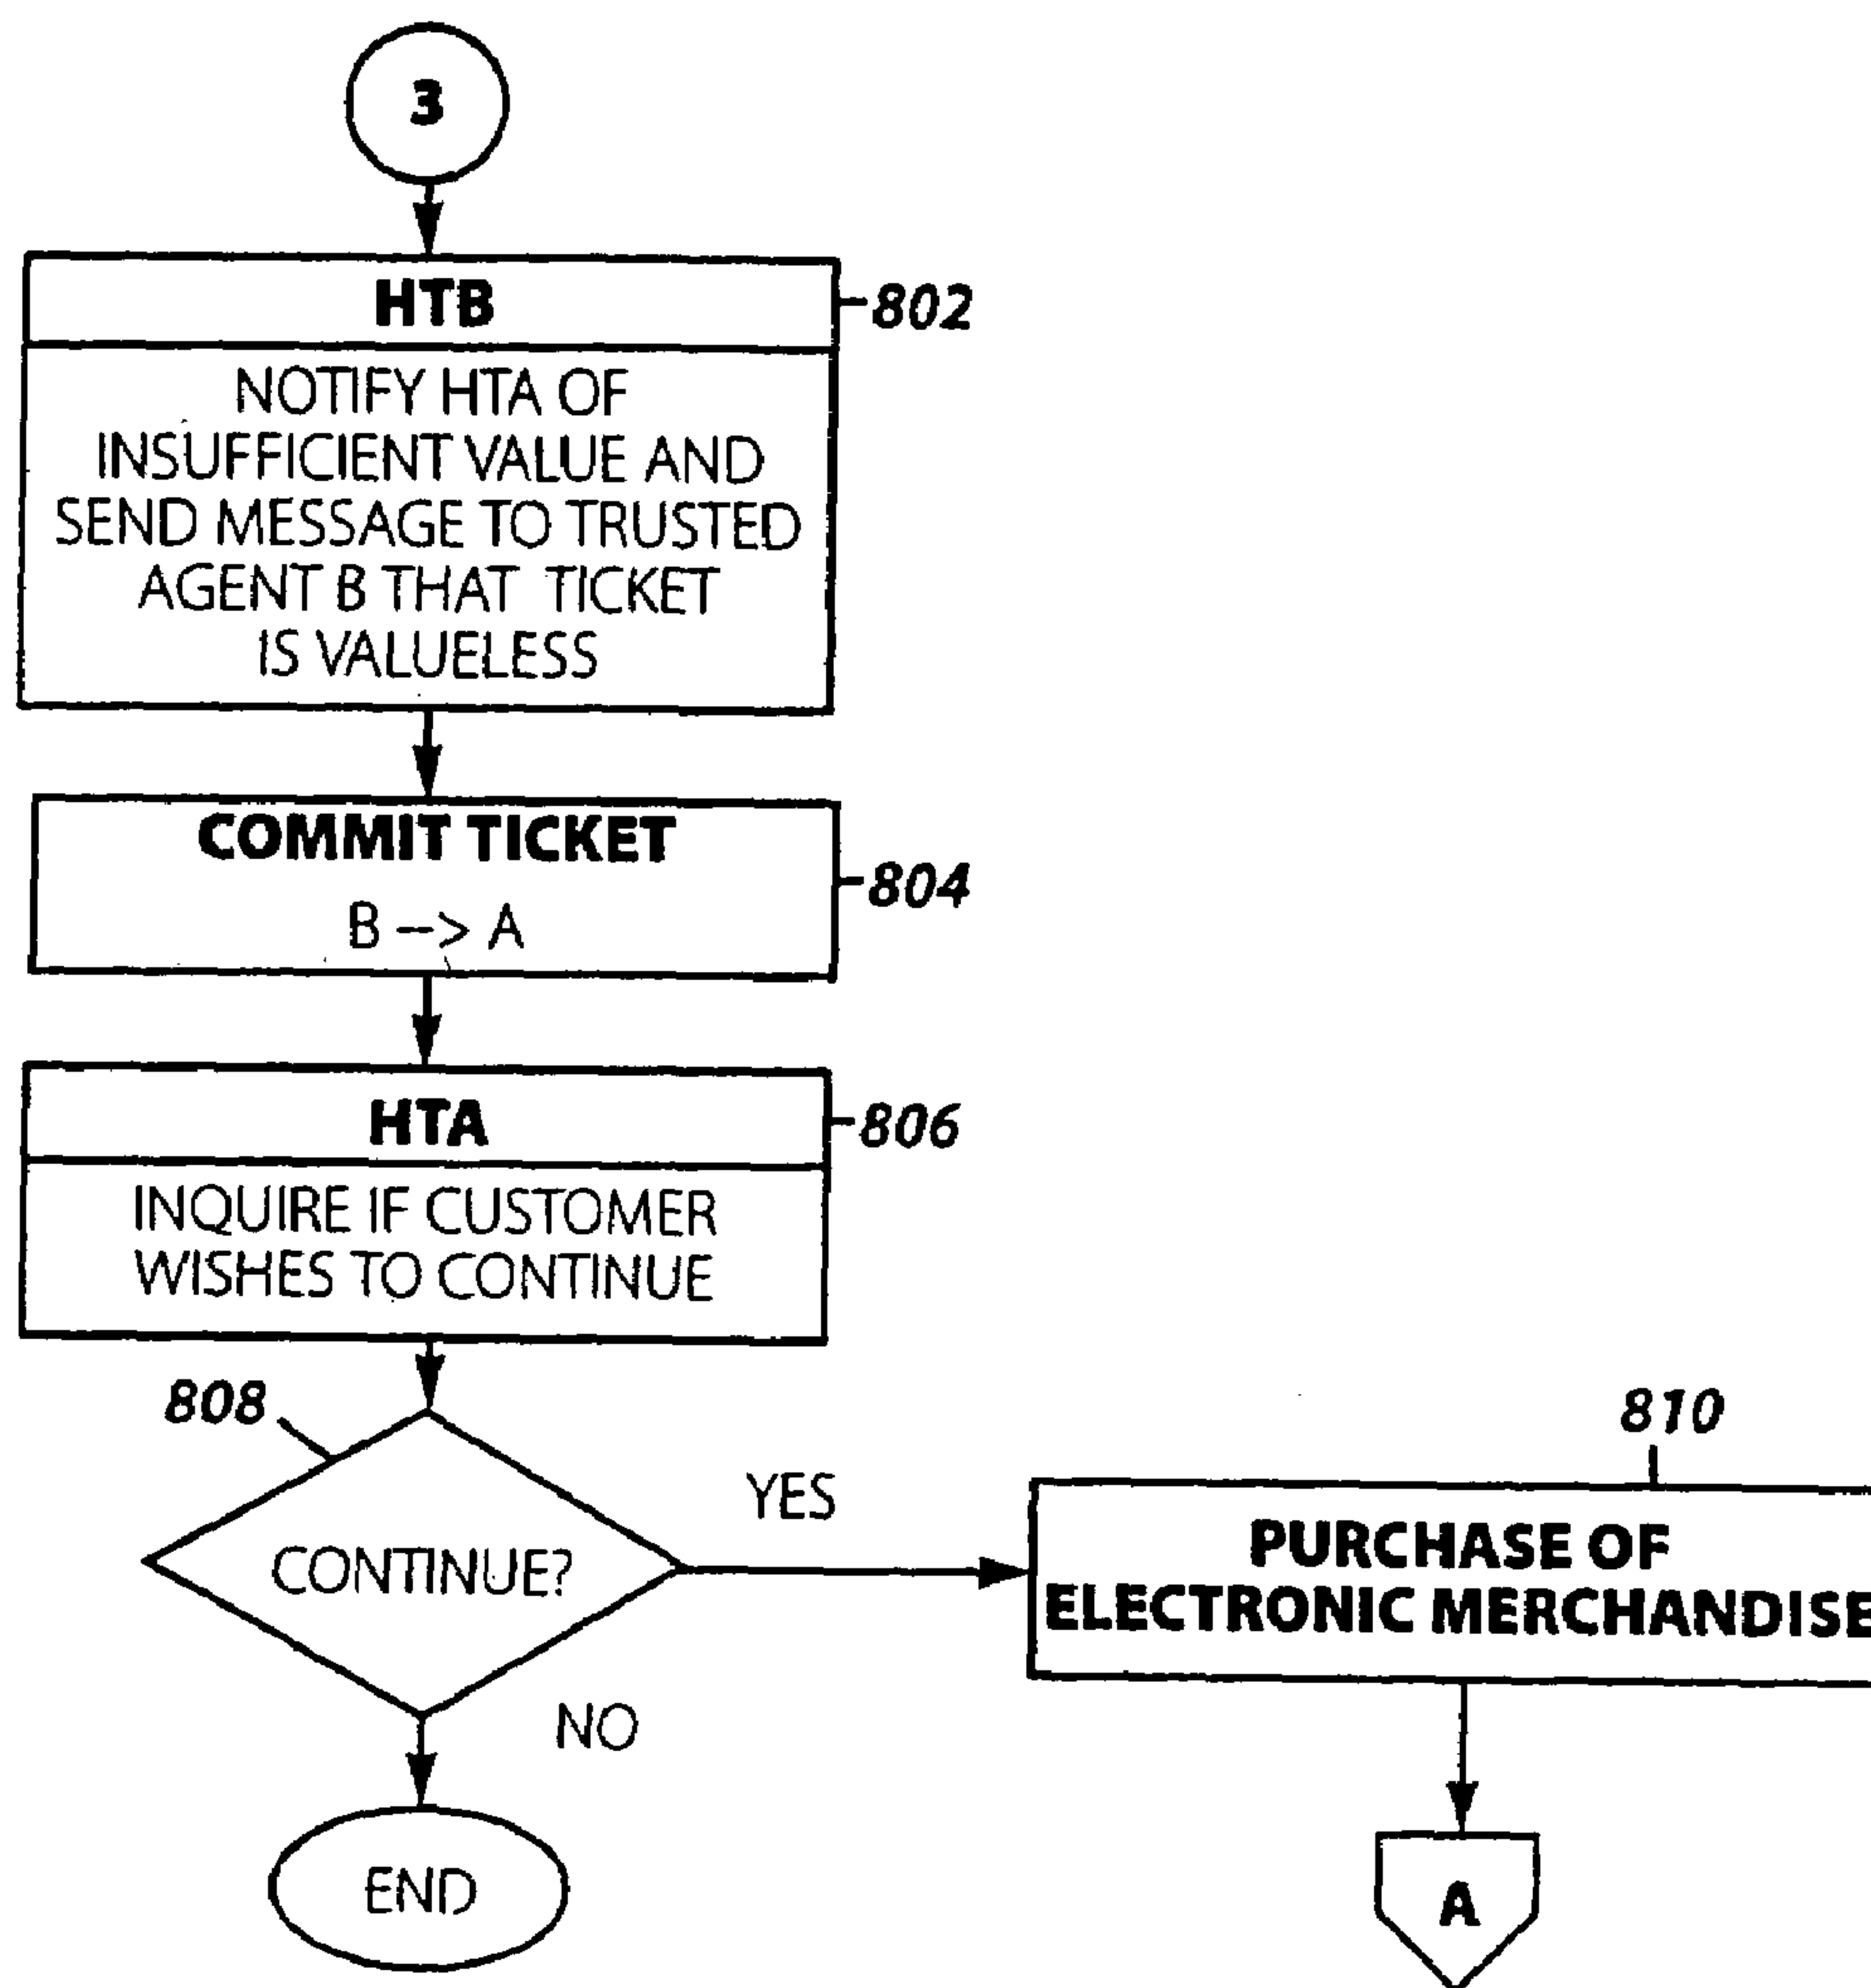 3
HTB
802
NOTIFY HTA OF
INSUFFICIENT VALUE AND
SEND MESSAGE TO TRUSTED
AGENT B THAT TICKET
IS VALUELESS
COMMIT TICKET
804
B --> A
HTA
806
INQUIRE IF CUSTOMER
WISHES TO CONTINUE
808
CONTINUE?
YES
NO
END
810
PURCHASE OF
ELECTRONIC MERCHANDISE
A